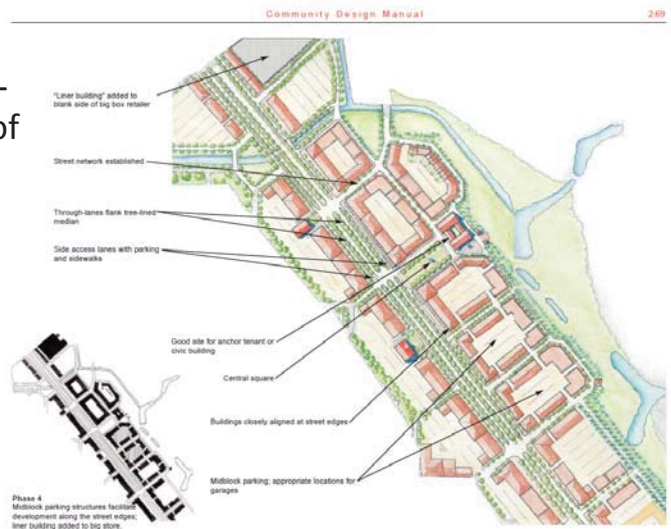 Community Design Manual
2.69
of
"Liner building" added to
blank side of big box retailer
Street network established
Through-lanes flank tree-lined
median
Side access lanes with parking
and sidewalks
Good site for anchor tenant or
civic building
Central square
Buildings closely aligned at street edges
Midblock parking; appropriate locations for
garages
Phase 4
Midblock parking structures facilitate
development along the street edges;
liner building added to big store.